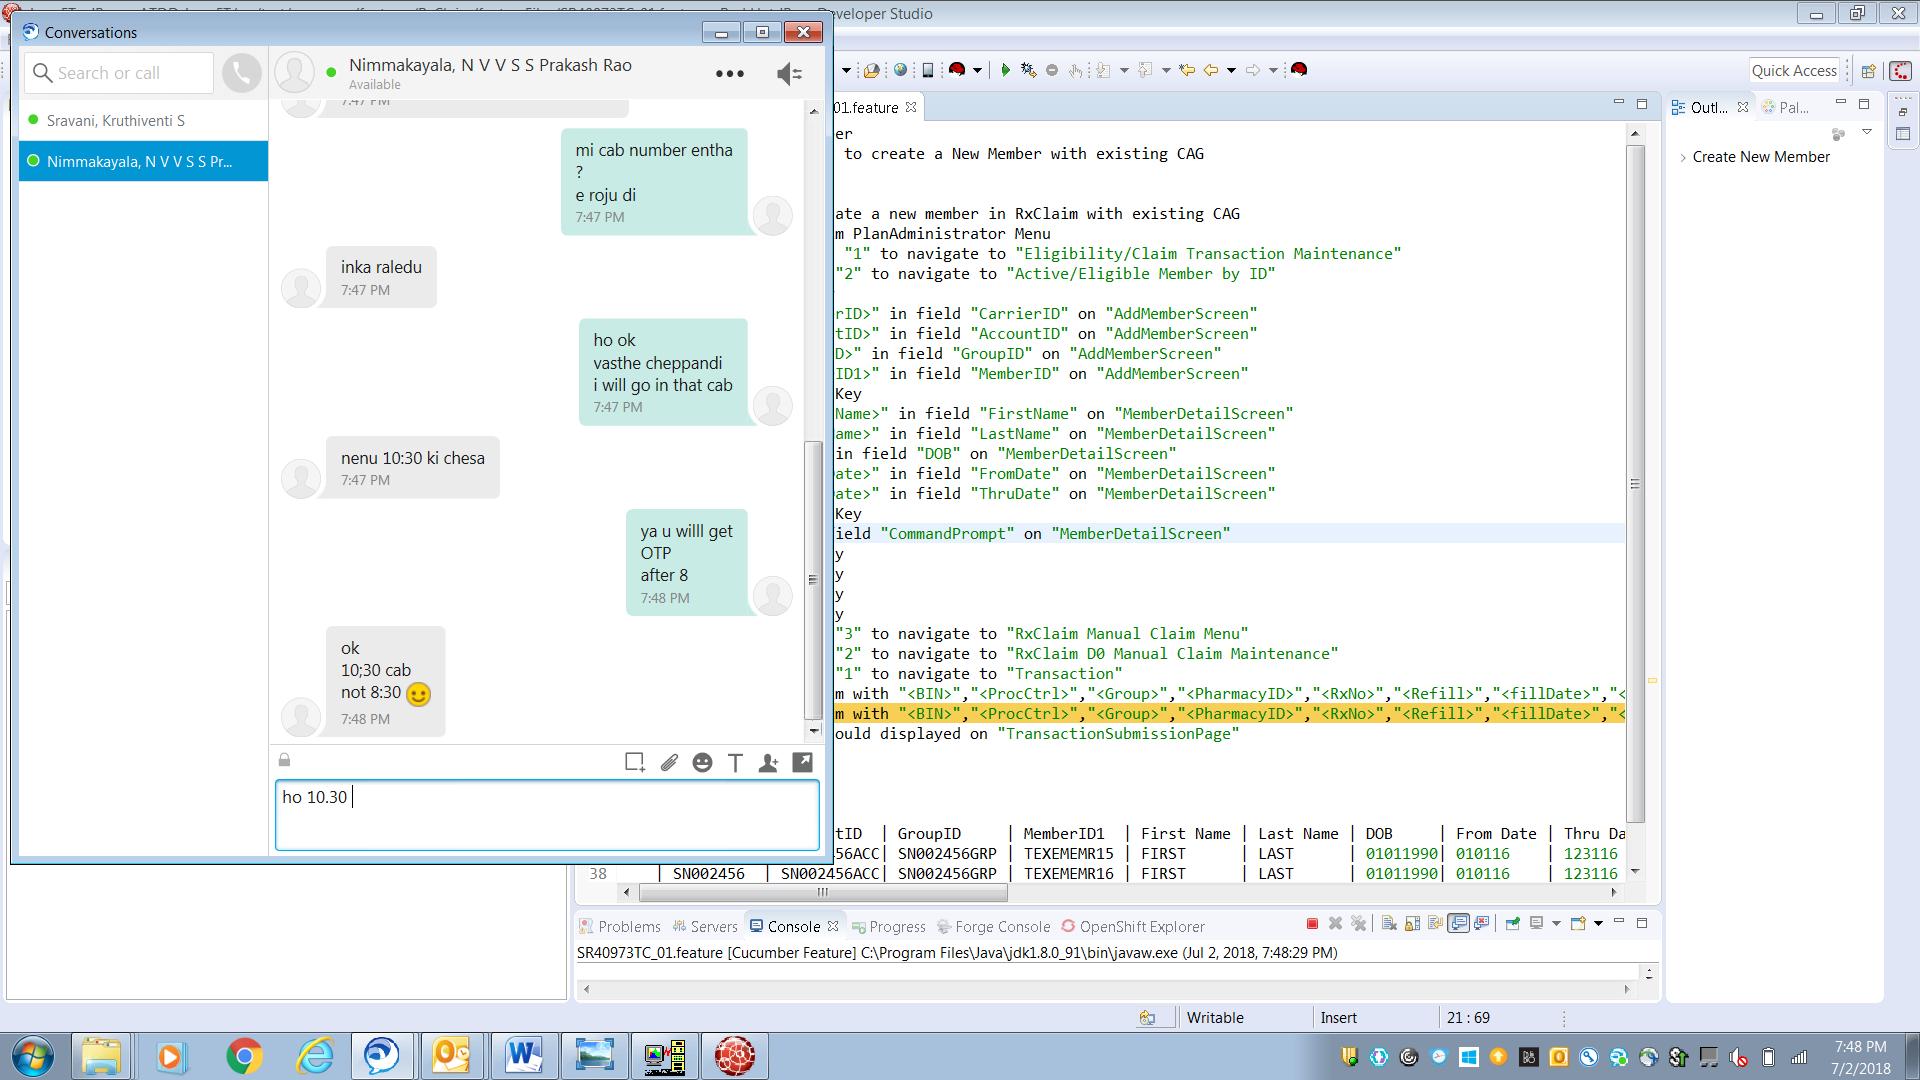 Developer Studio
Conversations
Search or call
Nimmakayala, N V V S S Prakash Rao
Available
Sravani, Kruthiventi S
Nimmakayala, N V V S S Pr...
7:47 PM
mi cab number entha
?
e roju di
7:47 PM
inka raledu
7:47 PM
ho ok
vasthe cheppandi
i will go in that cab
7:47 PM
nenu 10:30 ki chesa
7:47 PM
ya u willl get
OTP
after 8
7:48 PM
ok
10;30 cab
not 8:30
7:48 PM
ho 10.30
Quick Access
01.feature
Outl...
Pal...
Create New Member
er
to create a New Member with existing CAG
ate a new member in RxClaim with existing CAG
m PlanAdministrator Menu
"1" to navigate to "Eligibility/Claim Transaction Maintenance"
"2" to navigate to "Active/Eligible Member by ID"
rID>" in field "CarrierID" on "AddMemberScreen"
tID>" in field "AccountID" on "AddMemberScreen"
D>" in field "GroupID" on "AddMemberScreen"
ID1>" in field "MemberID" on "AddMemberScreen"
Key
Name>" in field "FirstName" on "MemberDetailScreen"
ame>" in field "LastName" on "MemberDetailScreen"
in field "DOB" on "MemberDetailScreen"
ate>" in field "FromDate" on "MemberDetailScreen"
ate>" in field "ThruDate" on "MemberDetailScreen"
Key
ield "CommandPrompt" on "MemberDetailScreen"
y
y
y
y
"3" to navigate to "RxClaim Manual Claim Menu"
"2" to navigate to "RxClaim D0 Manual Claim Maintenance"
"1" to navigate to "Transaction"
m with "<BIN>","<ProcCtrl>","<Group>","<PharmacyID>","<RxNo>","<Refill>","<fillDate>","<
m with "<BIN>","<ProcCtrl>","<Group>","<PharmacyID>","<RxNo>","<Refill>","<fillDate>","<
ould displayed on "TransactionSubmissionPage"
tID | GroupID | MemberID1 | First Name | Last Name | DOB | From Date | Thru Da
56ACC| SN002456GRP | TEXEMEMR15 | FIRST | LAST | 01011990| 010116 | 123116
38 | SN002456 | SN002456ACC| SN002456GRP | TEXEMEMR16 | FIRST | LAST | 01011990| 010116 | 123116
Problems Servers Console Progress Forge Console OpenShift Explorer
SR40973TC_01.feature [Cucumber Feature] C:\Program Files\Java\jdk1.8.0_91\bin\javaw.exe (Jul 2, 2018, 7:48:29 PM)
Writable
Insert
21 : 69
7:48 PM
7/2/2018